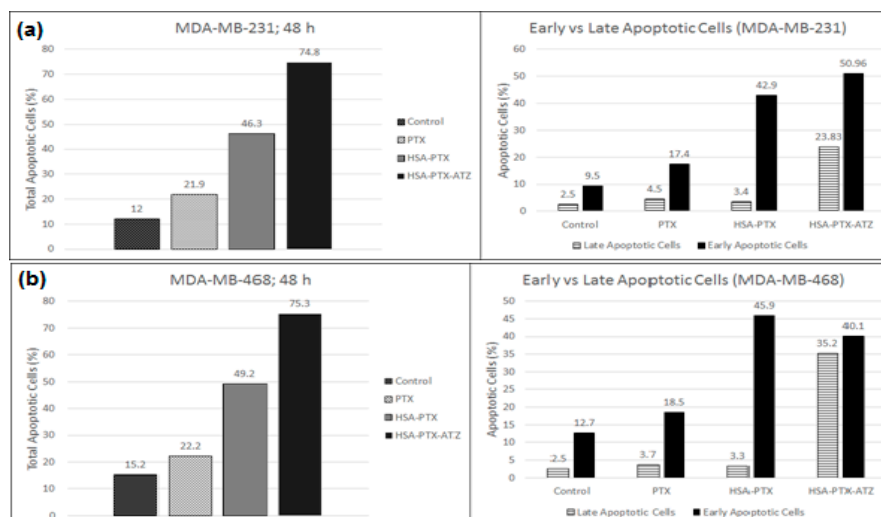 (a)
MDA-MB-231; 48 h
Total Apoptotic Cells (%)
80
70
60
50
40
30
20
10
0
12
21.9
46.3
74.8
Control
PTX
HSA-PTX
HSA-PTX-ATZ
Early vs Late Apoptotic Cells (MDA-MB-231)
Apoptotic Cells (%)
60
50
40
30
20
10
0
2.5
9.5
4.5
17.4
3.4
42.9
23.83
50.96
Control
PTX
HSA-PTX
HSA-PTX-ATZ
Late Apoptotic Cells
Early Apoptotic Cells
(b)
MDA-MB-468; 48 h
Total Apoptotic Cells (%)
80
70
60
50
40
30
20
10
15.2
22.2
49.2
75.3
Control
PTX
HSA-PTX
HSA-PTX-ATZ
Early vs Late Apoptotic Cells (MDA-MB-468)
Apoptotic Cells (%)
50
45
40
35
30
25
20
15
10
5
0
2.5
12.7
3.7
18.5
3.3
45.9
35.2
40.1
Control
PTX
HSA-PTX
HSA-PTX-ATZ
Late Apoptotic Cells
Early Apoptotic Cells